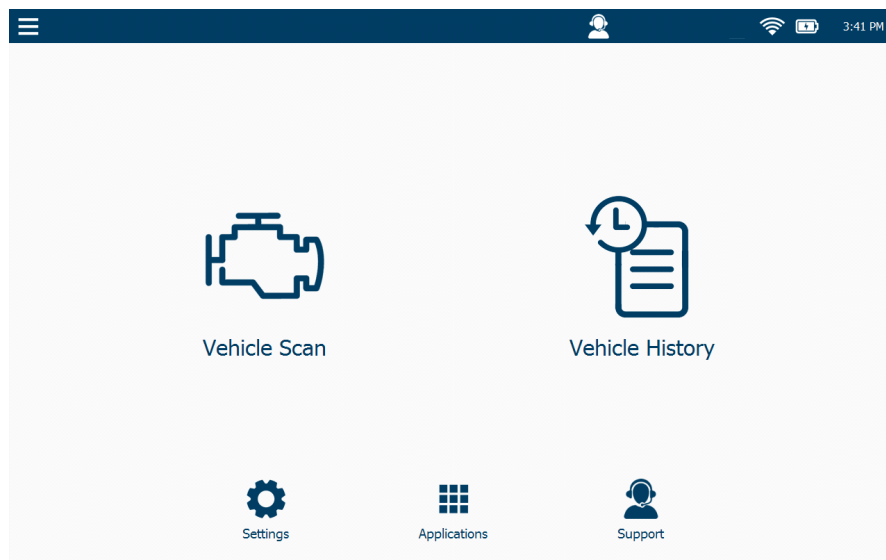 3:41 PM
Vehicle Scan
Vehicle History
Settings
Applications
Support